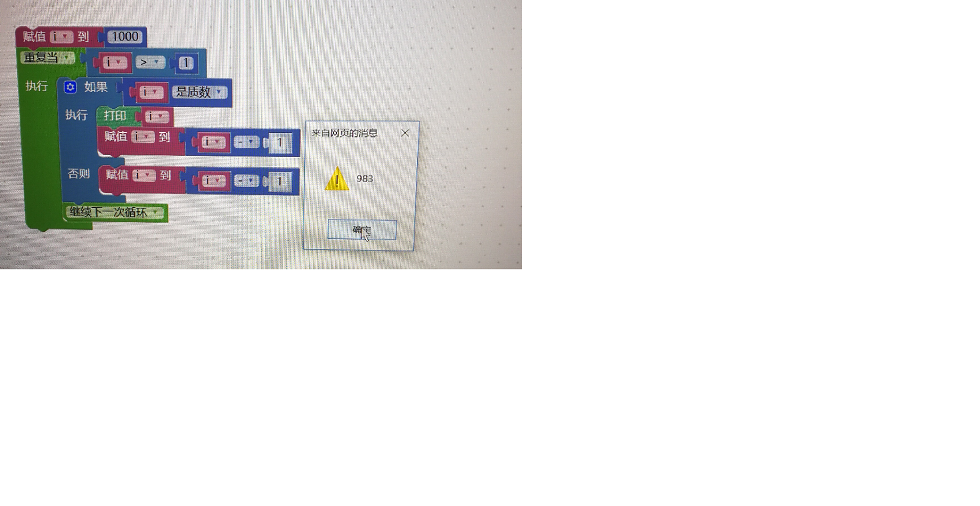 赋值 i 到 1000
重复当 i > 1
执行 如果 i 是质数
执行 打印 i
赋值 i 到 i - 1
否则 赋值 i 到 i - 1
继续下一次循环
来自网页的消息
983
确定